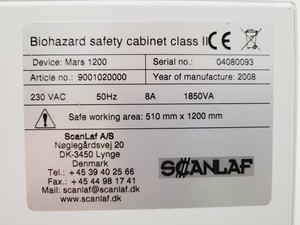 Biohazard safety cabinet class II CE
Device: Mars 1200 Serial no.: 04080093
Article no.: 9001020000 Year of manufacture: 2008
230 VAC 50Hz 8A 1850VA
Safe working area: 510 mm x 1200 mm
ScanLaf A/S
Nøglegårdsvej 20
DK-3450 Lynge
Denmark
Tel.: +45 39 40 25 66
Fax.: +45 44 98 17 41
Mail: scanlaf@scanlaf.dk
www.scanlaf.dk
SCANLAF